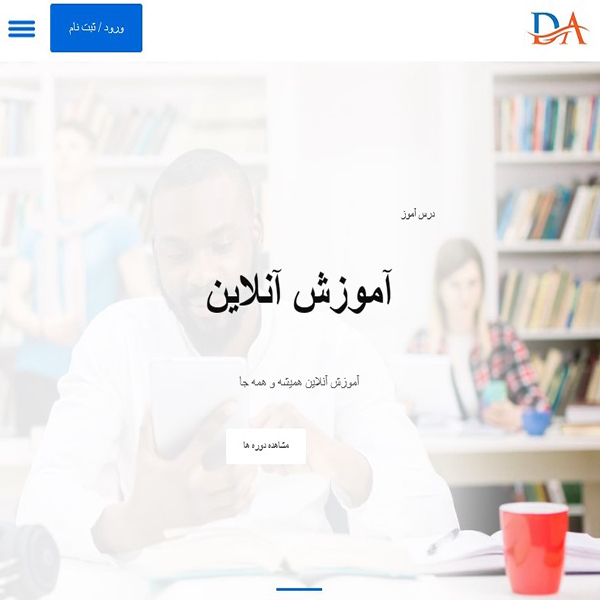 DA
ورود / ثبت نام
درس آموز
آموزش آنلاین
آموزش آنلاین همیشه و همه جا
مشاهده دوره ها